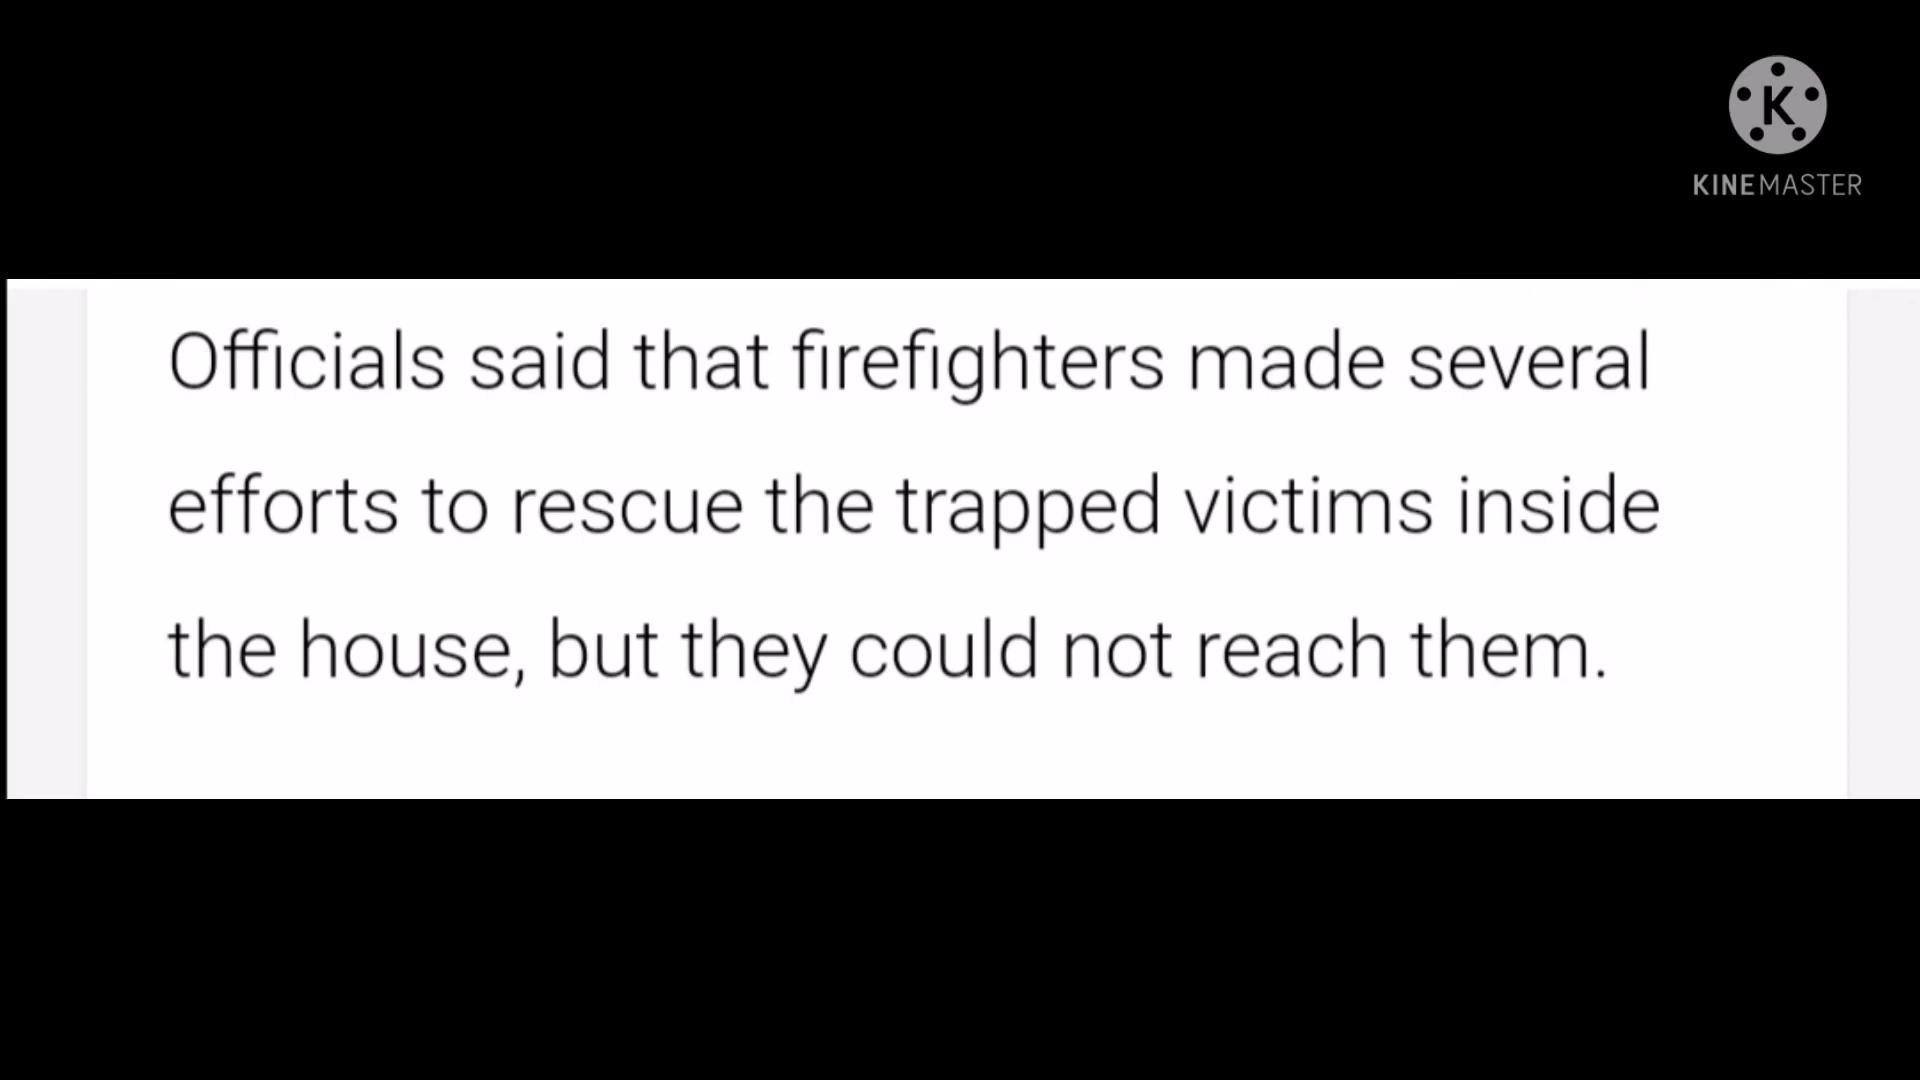 K
KINEMASTER
Officials said that firefighters made several
efforts to rescue the trapped victims inside
the house, but they could not reach them.